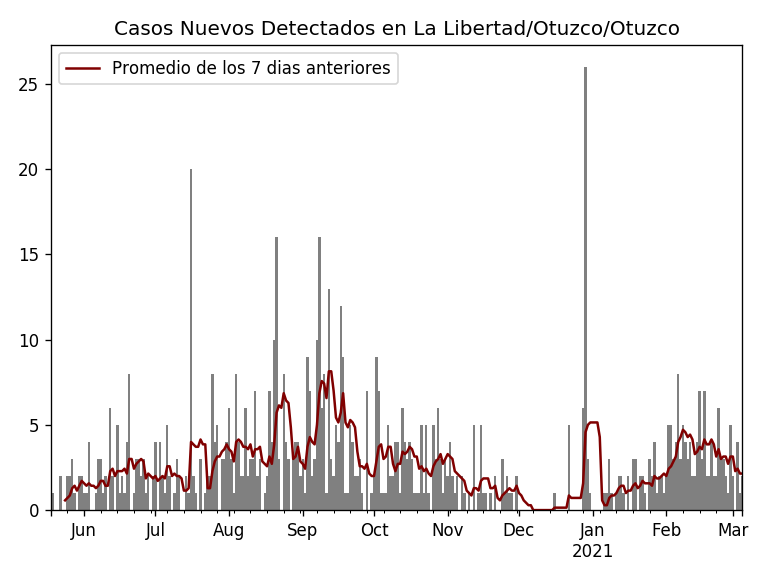 Casos Nuevos Detectados en La Libertad/Otuzco/Otuzco
Promedio de los 7 dias anteriores
25
20
15
10
5
0
Jun Jul Aug Sep Oct Nov Dec Jan Feb Mar
2021